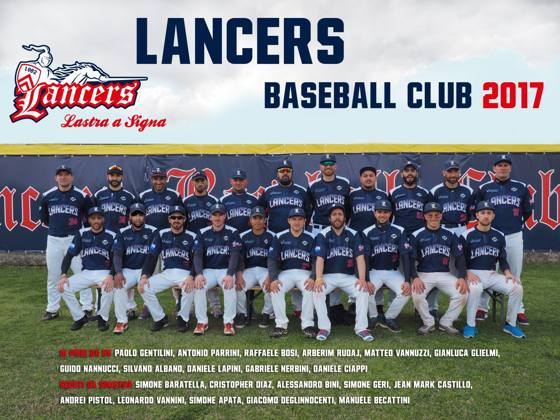 LANCERS
BASEBALL CLUB 2017
1992
Lancers
Lastra a Signa
PAOLO GENTILINI, ANTONIO PARRINI, RAFFAELE BOSI, ARBERIM RUDAJ, MATTEO VANNUZZI, GIANLUCA GLIELMI,
GUIDO NANNUCCI, SILVANO ALBANO, DANIELE LAPINI, GABRIELE NERBINI, DANIELE CIAPPI
SIMONE BARATELLA, CRISTOPHER DIAZ, ALESSANDRO BINI, SIMONE GERI, JEAN MARK CASTILLO,
ANDREI PISTOL, LEONARDO VANNINI, SIMONE APATA, GIACOMO DEGLINNOCENTI, MANUELE BECATTINI